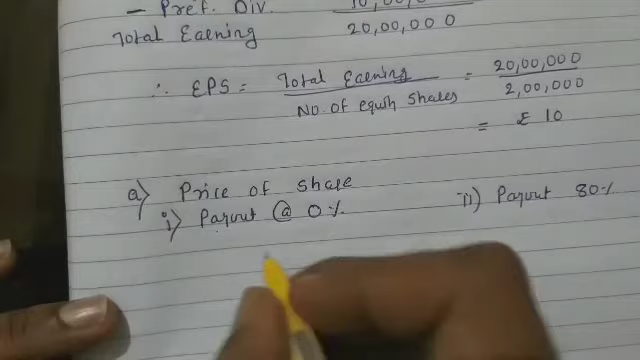 - Pref. Div.
Total Earning 20,00,000
∴ EPS = Total Earning / No. of equity shares = 20,00,000 / 2,00,000
= £ 10
a) Price of share
i) Payout @ 0% ii) Payout 80%